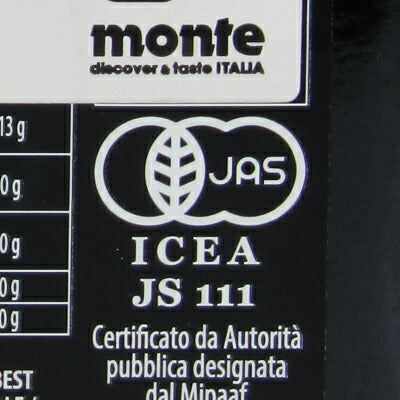 monte
discover & taste ITALIA
13 g
0 g
0 g
0 g
0 g
JAS
ICEA
JS 111
Certificato da Autorità
pubblica designata
dal Mipaaf
BEST